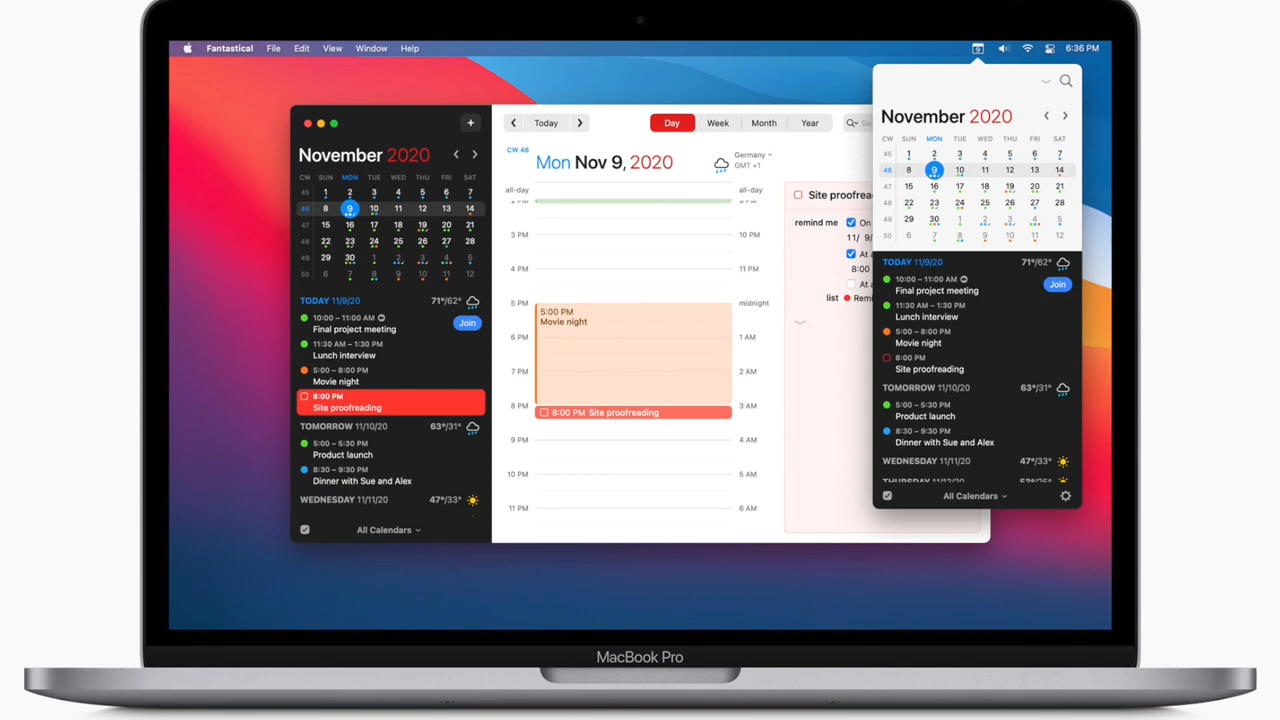 Fantastical File Edit View Window Help
9 6:36 PM
November 2020
CW SUN MON TUE WED THU FRI SAT
45 1 2 3 4 5 6 7
46 8 9 10 11 12 13 14
47 15 16 17 18 19 20 21
48 22 23 24 25 26 27 28
49 29 30 1 2 3 4 5
50 6 7 8 9 10 11 12
TODAY 11/9/20 71°/62°
10:00 – 11:00 AM
Final project meeting
Join
11:30 AM – 1:30 PM
Lunch interview
5:00 – 8:00 PM
Movie night
8:00 PM
Site proofreading
TOMORROW 11/10/20 63°/31°
5:00 – 5:30 PM
Product launch
8:30 – 9:30 PM
Dinner with Sue and Alex
WEDNESDAY 11/11/20 47°/33°
All Calendars
Today
Day Week Month Year
CW 46
Mon Nov 9, 2020
Germany
GMT +1
all-day all-day
3 PM 10 PM
4 PM 11 PM
5 PM midnight
6 PM 1 AM
7 PM 2 AM
8 PM
9 PM 4 AM
10 PM 5 AM
11 PM 6 AM
5:00 PM
Movie night
8:00 PM Site proofreading
Site proofrea
remind me On
11/ 9/
At a
8:00
At a
list Remi
November 2020
CW SUN MON TUE WED THU FRI SAT
45 1 2 3 4 5 6 7
46 8 9 10 11 12 13 14
47 15 16 17 18 19 20 21
48 22 23 24 25 26 27 28
49 29 30 1 2 3 4 5
50 6 7 8 9 10 11 12
TODAY 11/9/20 71°/62°
10:00 – 11:00 AM
Final project meeting
Join
11:30 AM – 1:30 PM
Lunch interview
5:00 – 8:00 PM
Movie night
8:00 PM
Site proofreading
TOMORROW 11/10/20 63°/31°
5:00 – 5:30 PM
Product launch
8:30 – 9:30 PM
Dinner with Sue and Alex
WEDNESDAY 11/11/20 47°/33°
All Calendars
MacBook Pro